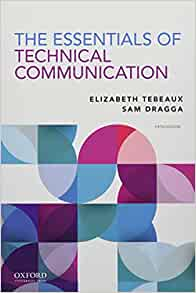 THE ESSENTIALS OF
TECHNICAL
COMMUNICATION
ELIZABETH TEBEAUX
SAM DRAGGA
FIFTH EDITION
OXFORD